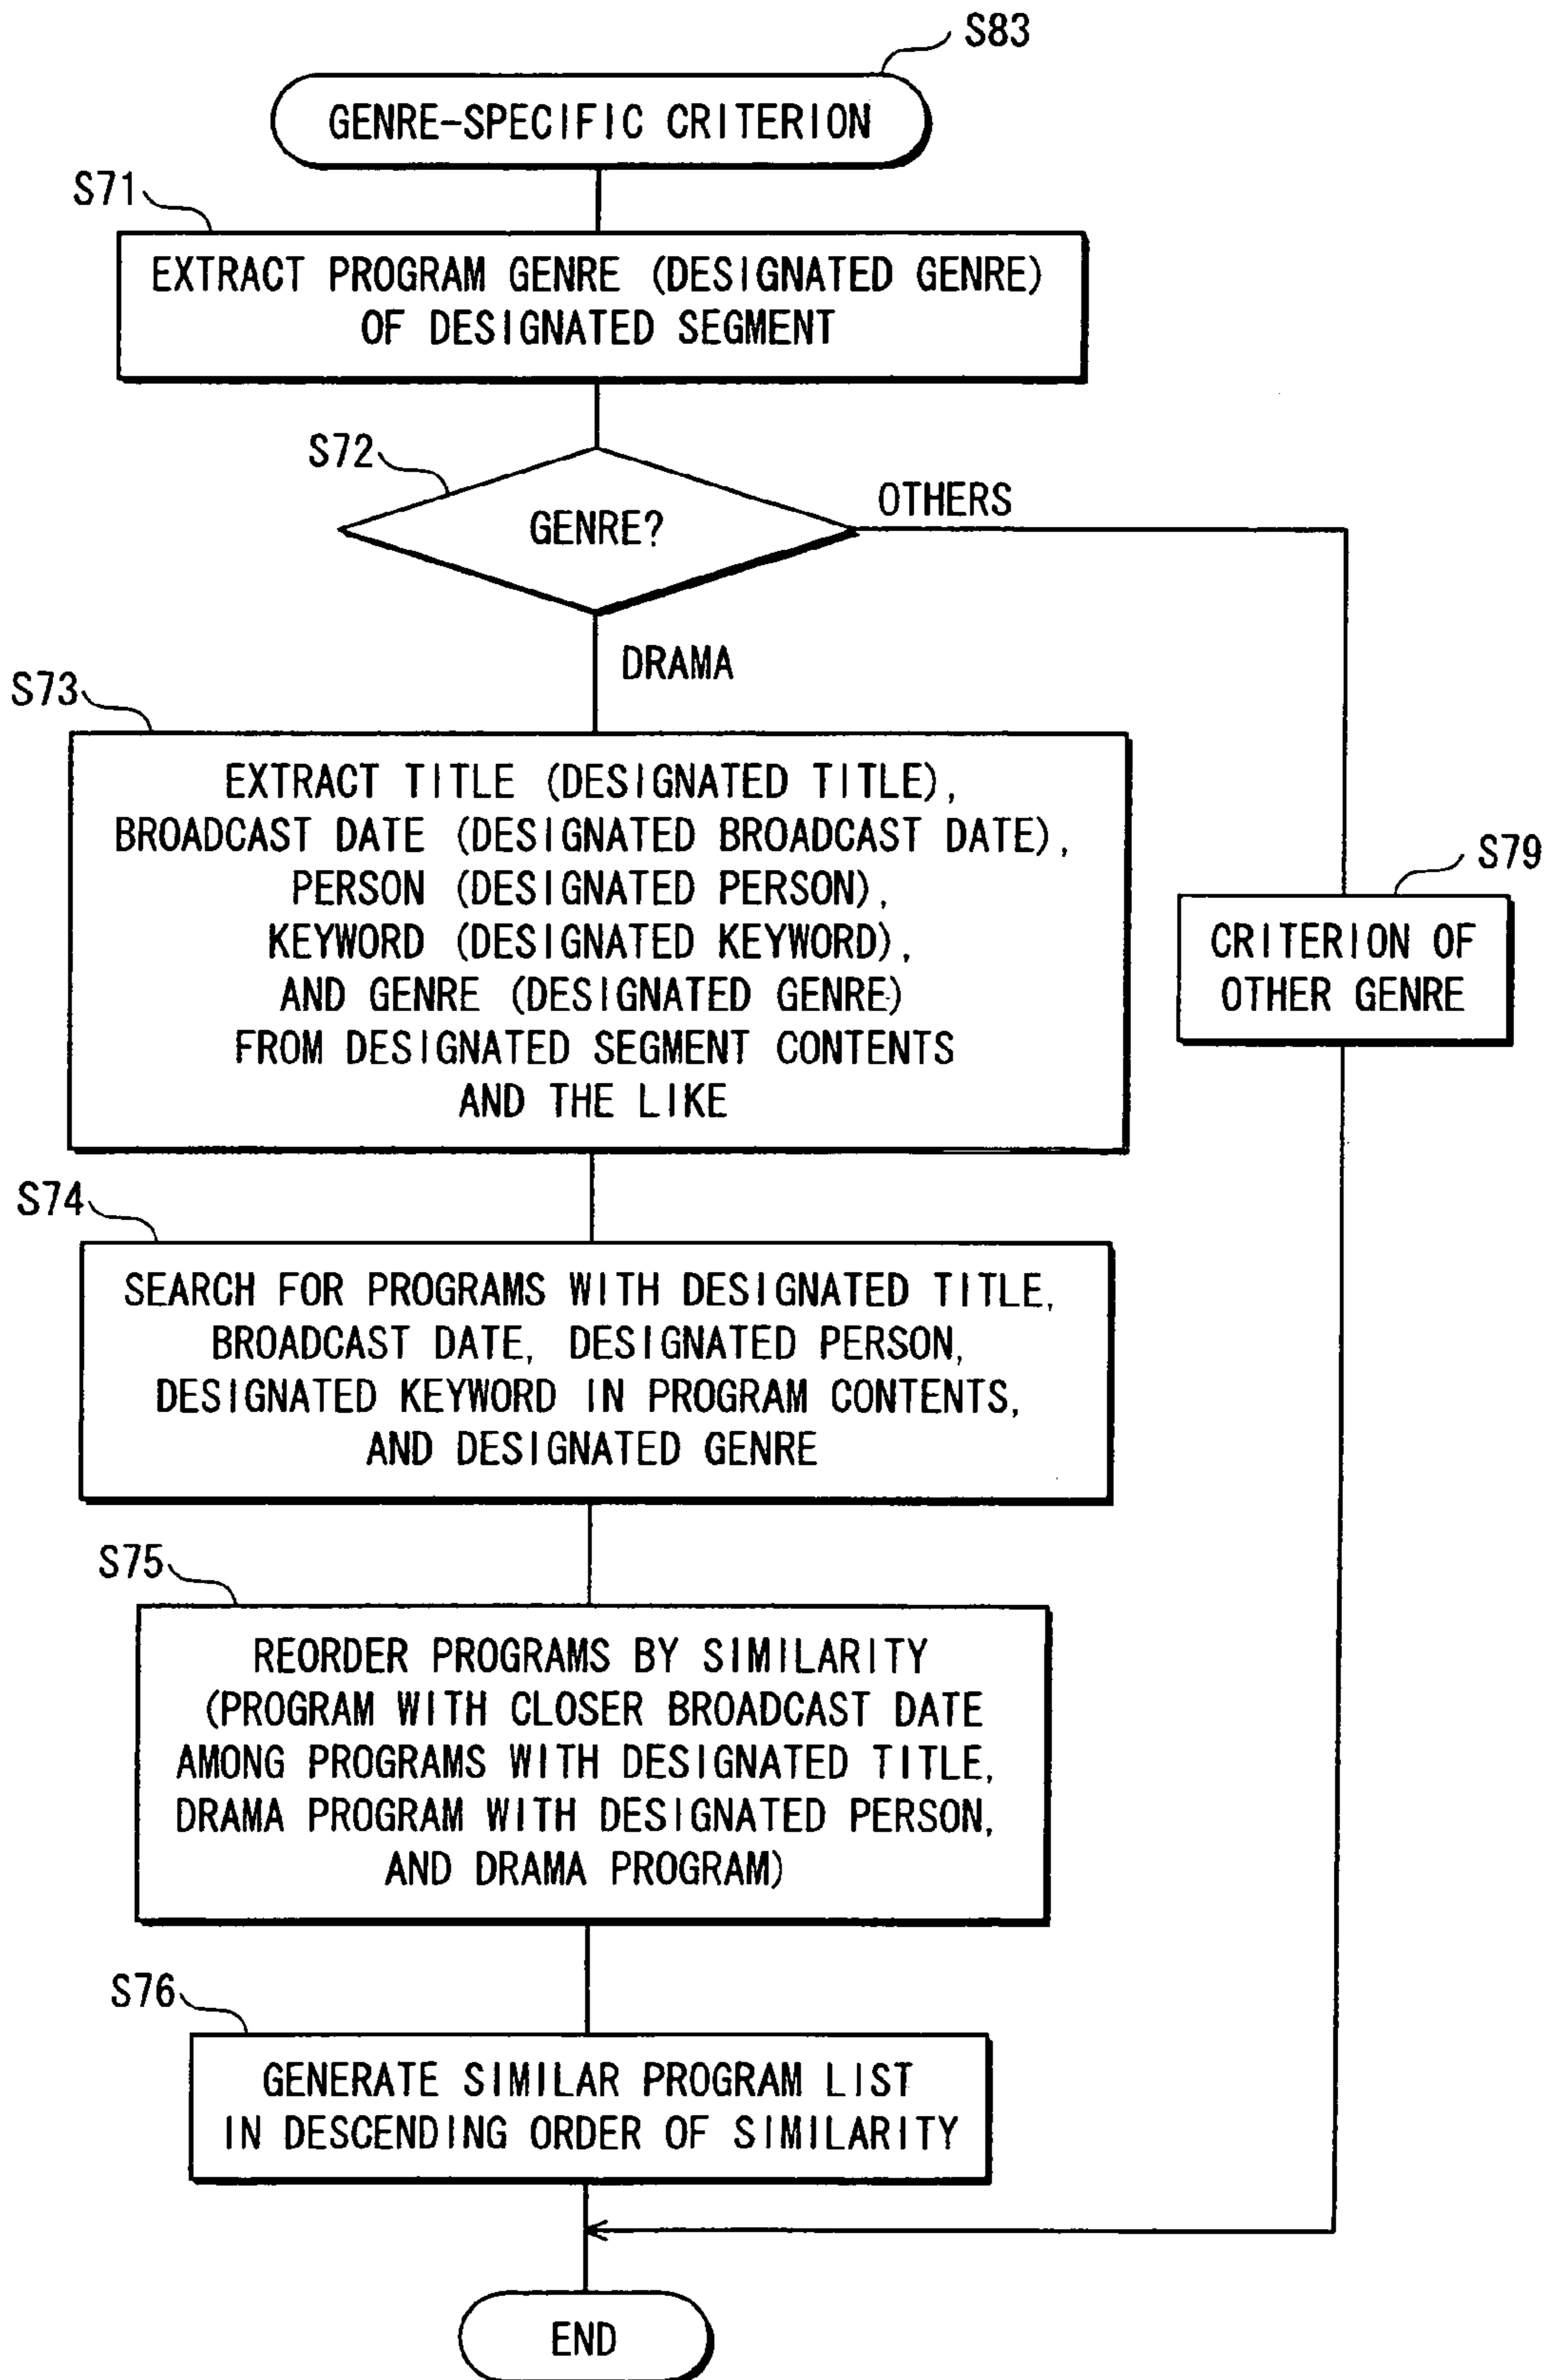 S83
GENRE-SPECIFIC CRITERION
S71
EXTRACT PROGRAM GENRE (DESIGNATED GENRE)
OF DESIGNATED SEGMENT
S72
GENRE?
OTHERS
DRAMA
S73
EXTRACT TITLE (DESIGNATED TITLE),
BROADCAST DATE (DESIGNATED BROADCAST DATE),
PERSON (DESIGNATED PERSON),
KEYWORD (DESIGNATED KEYWORD),
AND GENRE (DESIGNATED GENRE)
FROM DESIGNATED SEGMENT CONTENTS
AND THE LIKE
S79
CRITERION OF
OTHER GENRE
S74
SEARCH FOR PROGRAMS WITH DESIGNATED TITLE,
BROADCAST DATE, DESIGNATED PERSON,
DESIGNATED KEYWORD IN PROGRAM CONTENTS,
AND DESIGNATED GENRE
S75
REORDER PROGRAMS BY SIMILARITY
(PROGRAM WITH CLOSER BROADCAST DATE
AMONG PROGRAMS WITH DESIGNATED TITLE,
DRAMA PROGRAM WITH DESIGNATED PERSON,
AND DRAMA PROGRAM)
S76
GENERATE SIMILAR PROGRAM LIST
IN DESCENDING ORDER OF SIMILARITY
END